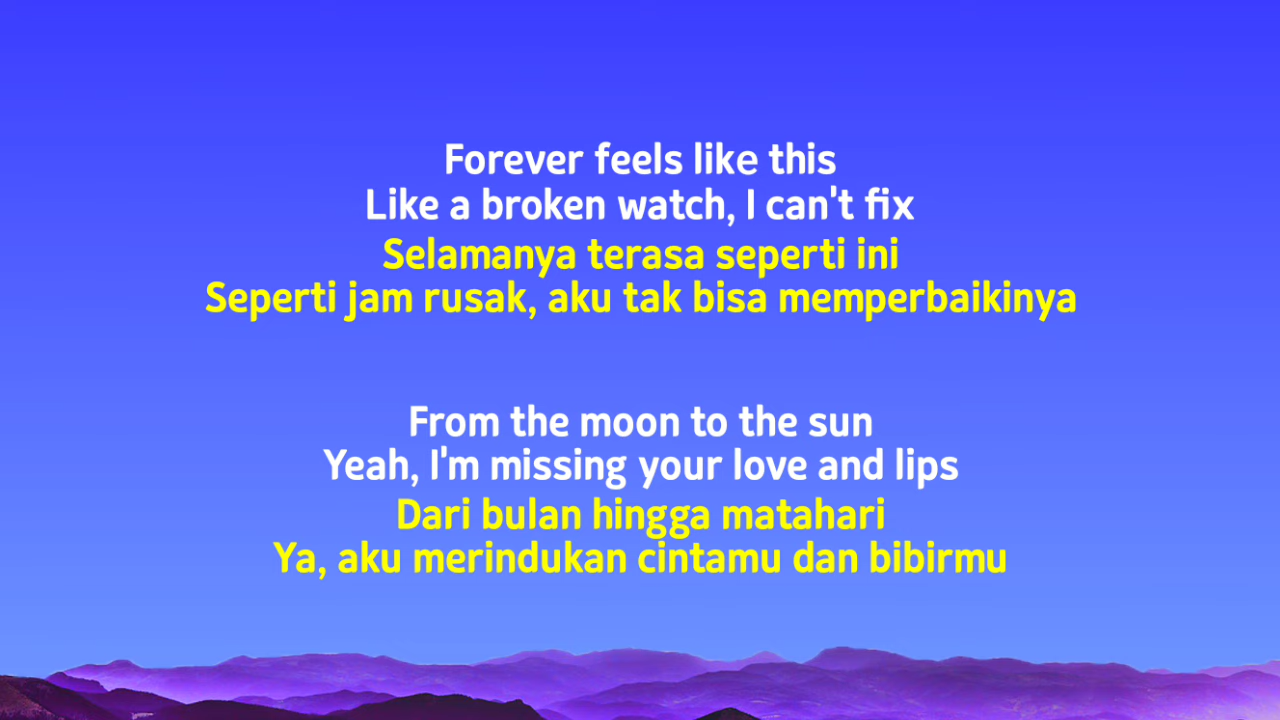 Forever feels like this
Like a broken watch, I can't fix
Selamanya terasa seperti ini
Seperti jam rusak, aku tak bisa memperbaikinya
From the moon to the sun
Yeah, I'm missing your love and lips
Dari bulan hingga matahari
Ya, aku merindukan cintamu dan bibirmu